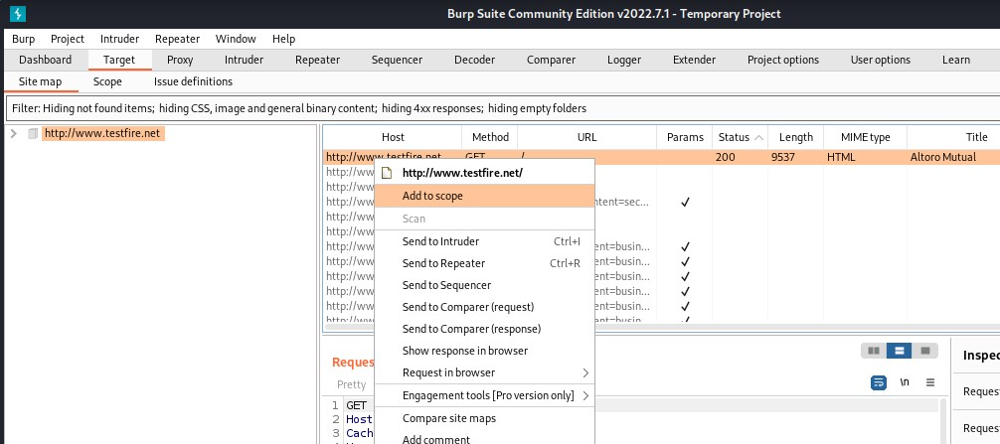 Burp Suite Community Edition v2022.7.1 - Temporary Project
Burp Project Intruder Repeater Window Help
Dashboard Target Proxy Intruder Repeater Sequencer Decoder Comparer Logger Extender Project options User options Learn
Site map Scope Issue definitions
Filter: Hiding not found items; hiding CSS, image and general binary content; hiding 4xx responses; hiding empty folders
http://www.testfire.net
Host Method URL Params Status Length MIME type Title
http://www.testfire.net GET / 200 9537 HTML Altoro Mutual
http://ww
http://www.testfire.net/
http://ww
Add to scope
http://ww ntent=sec... ✓
http://ww
Scan
http://ww
Send to Intruder Ctrl+I
http://ww ent=busin... ✓
http://ww ent=busin... ✓
Send to Repeater Ctrl+R
http://ww ent=busin... ✓
Send to Sequencer
http://ww ent=busin... ✓
Send to Comparer (request)
http://ww ent=busin... ✓
http://ww ent=busin... ✓
Send to Comparer (response)
Show response in browser
Reques
Inspec
Request in browser
Pretty
\n
Reques
Engagement tools [Pro version only]
1 GET
Compare site maps
2 Host
Reques
3 Cach
Add comment